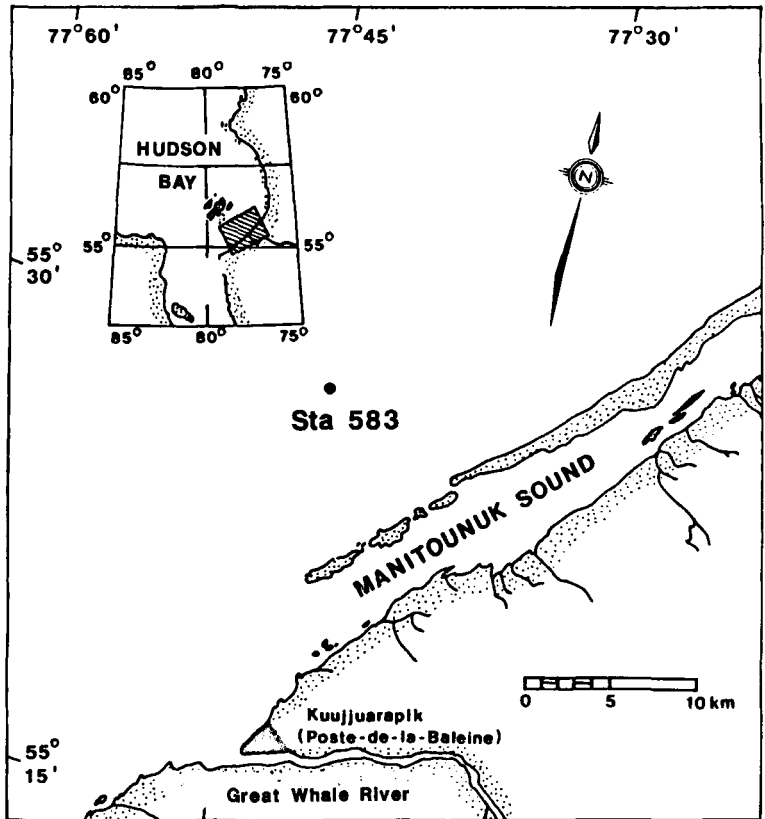 77°60' 77°45' 77°30'
85° 80° 75°
60° 60°
HUDSON
BAY
55° 55°
85° 80° 75°
N
55°
30'
Sta 583
MANITOUNUK SOUND
0 5 10 km
Kuujjuarapik
(Poste-de-la-Baleine)
55°
15'
Great Whale River